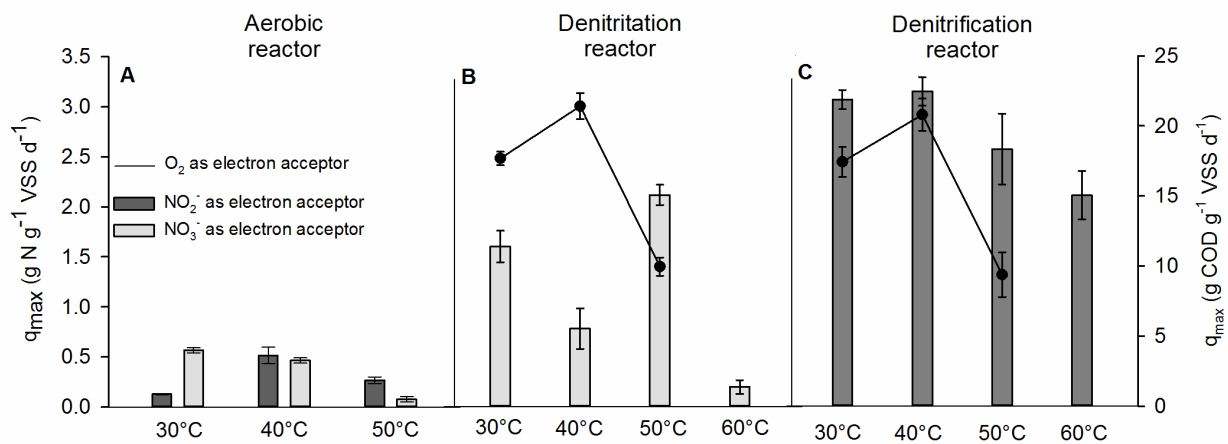 Aerobic
reactor
Denitritation
reactor
Denitrification
reactor
A
B
C
3.5
3.0
2.5
2.0
1.5
1.0
0.5
0.0
qmax (g N g-1 VSS d-1)
O2 as electron acceptor
NO2- as electron acceptor
NO3- as electron acceptor
25
20
15
10
5
0
qmax (g COD g-1 VSS d-1)
30°C 40°C 50°C
30°C 40°C 50°C 60°C
30°C 40°C 50°C 60°C